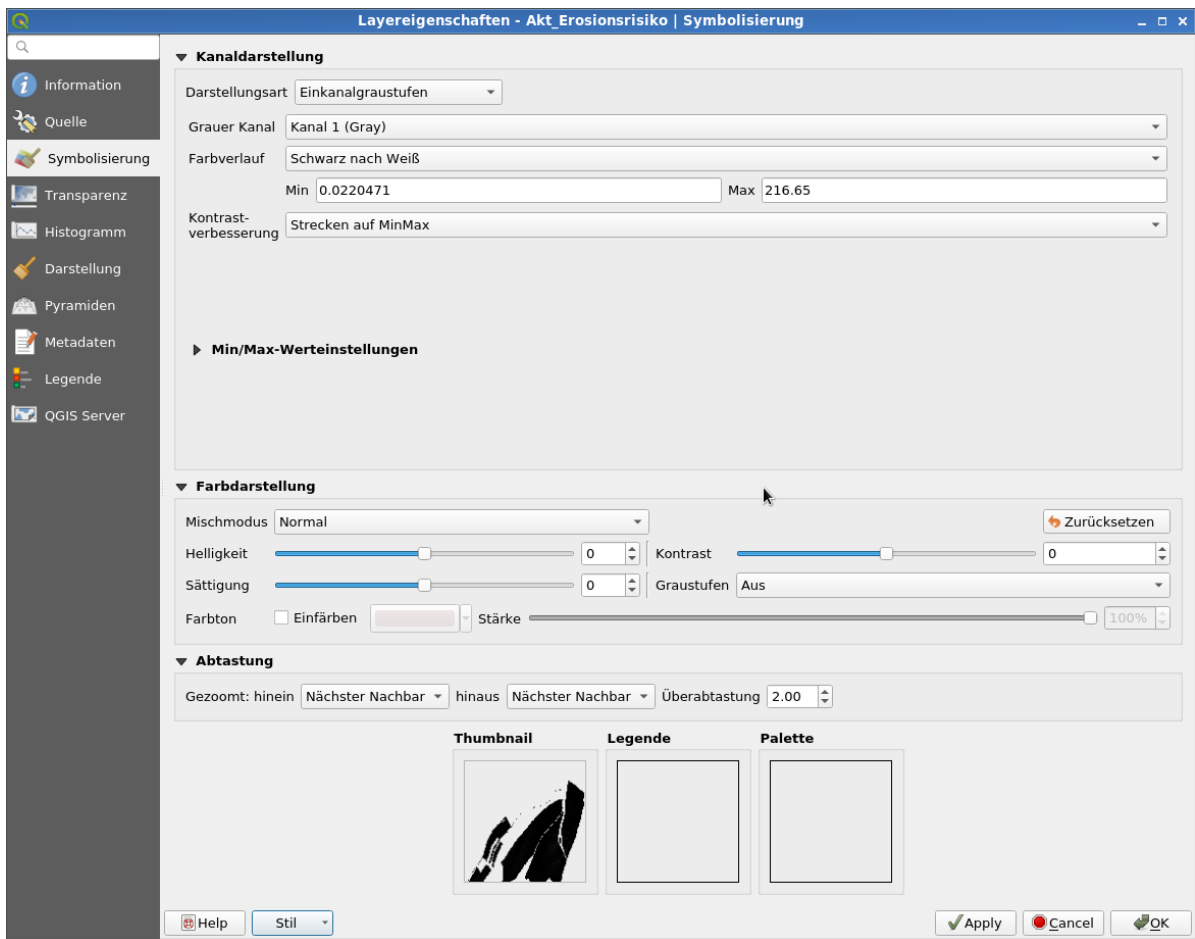 Layereigenschaften - Akt_Erosionsrisiko | Symbolisierung
Information
Quelle
Symbolisierung
Transparenz
Histogramm
Darstellung
Pyramiden
Metadaten
Legende
QGIS Server
Kanaldarstellung
Darstellungsart Einkanalgraustufen
Grauer Kanal Kanal 1 (Gray)
Farbverlauf Schwarz nach Weiß
Min 0.0220471 Max 216.65
Kontrast-
verbesserung Strecken auf MinMax
Min/Max-Werteinstellungen
Farbdarstellung
Mischmodus Normal Zurücksetzen
Helligkeit 0 Kontrast 0
Sättigung 0 Graustufen Aus
Farbton Einfärben Stärke 100%
Abtastung
Gezoomt: hinein Nächster Nachbar hinaus Nächster Nachbar Überabtastung 2.00
Thumbnail Legende Palette
Help Stil Apply Cancel OK